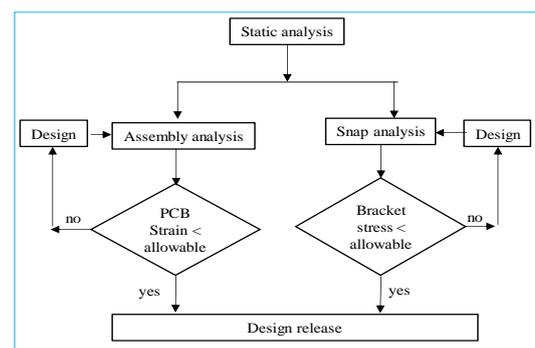 Static analysis
Design
Assembly analysis
Snap analysis
Design
PCB
Strain <
allowable
Bracket
stress <
allowable
no
no
yes
yes
Design release